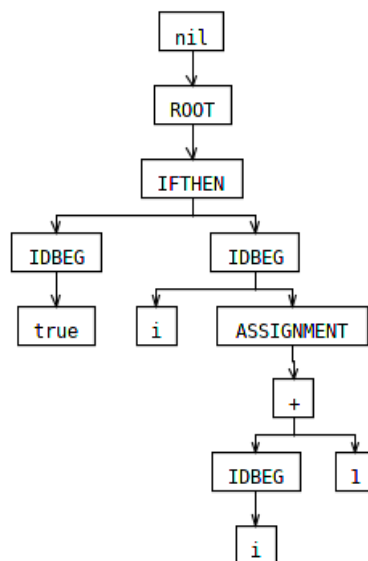 nil
ROOT
IFTHEN
IDBEG IDBEG
true i ASSIGNMENT
+
IDBEG 1
i